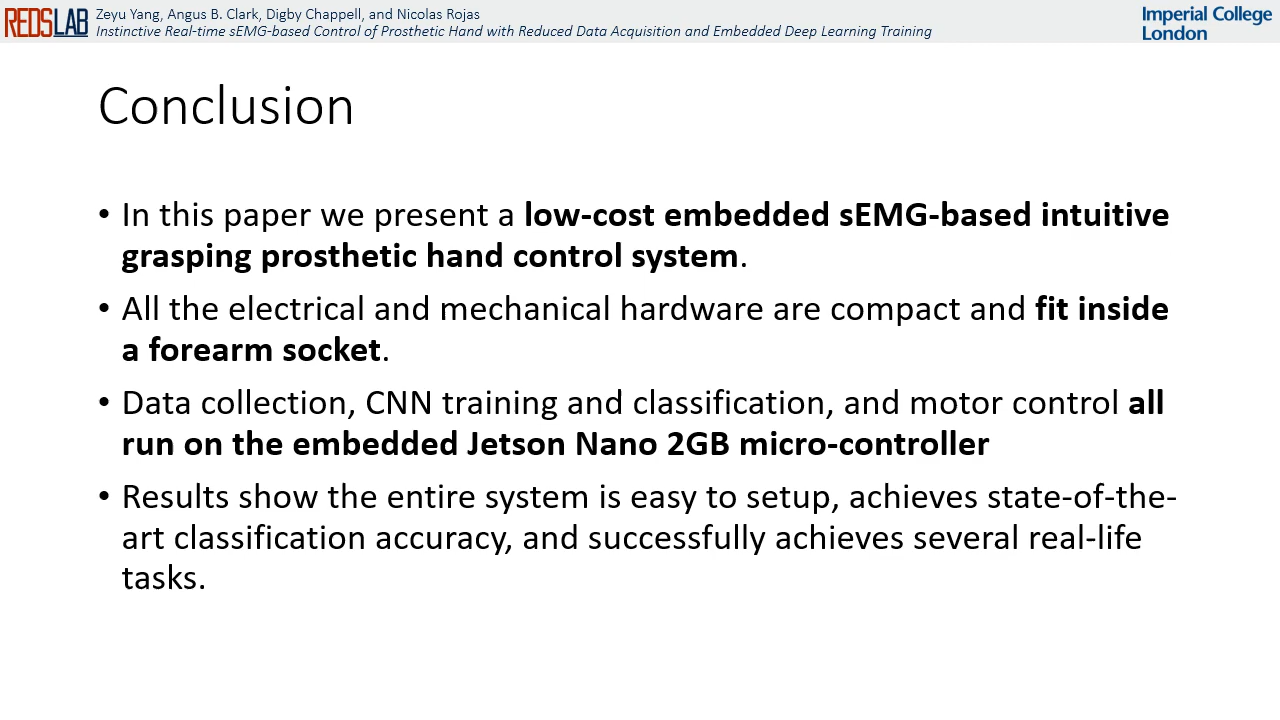 REDSLAB
Zeyu Yang, Angus B. Clark, Digby Chappell, and Nicolas Rojas
Instinctive Real-time sEMG-based Control of Prosthetic Hand with Reduced Data Acquisition and Embedded Deep Learning Training
Imperial College
London
Conclusion
• In this paper we present a low-cost embedded sEMG-based intuitive
grasping prosthetic hand control system.
• All the electrical and mechanical hardware are compact and fit inside
a forearm socket.
• Data collection, CNN training and classification, and motor control all
run on the embedded Jetson Nano 2GB micro-controller
• Results show the entire system is easy to setup, achieves state-of-the-
art classification accuracy, and successfully achieves several real-life
tasks.